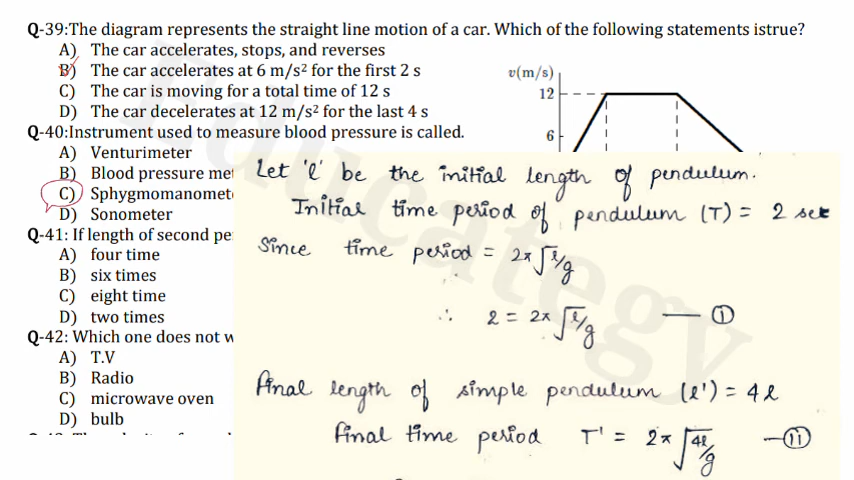 Q-39:The diagram represents the straight line motion of a car. Which of the following statements istrue?
A) The car accelerates, stops, and reverses
B) The car accelerates at 6 m/s² for the first 2 s
C) The car is moving for a total time of 12 s
D) The car decelerates at 12 m/s² for the last 4 s
v(m/s)
12
6
Q-40:Instrument used to measure blood pressure is called.
A) Venturimeter
B) Blood pressure met
C) Sphygmomanomet
D) Sonometer
Q-41: If length of second pe
A) four time
B) six times
C) eight time
D) two times
Q-42: Which one does not w
A) T.V
B) Radio
C) microwave oven
D) bulb
Let 'l' be the initial length of pendulum.
Initial time period of pendulum (T) = 2 sec
Since time period = 2π√l/g
∴ 2 = 2π√l/g — (i)
Final length of simple pendulum (l') = 4l
Final time period T' = 2π√4l/g — (ii)
Educategy